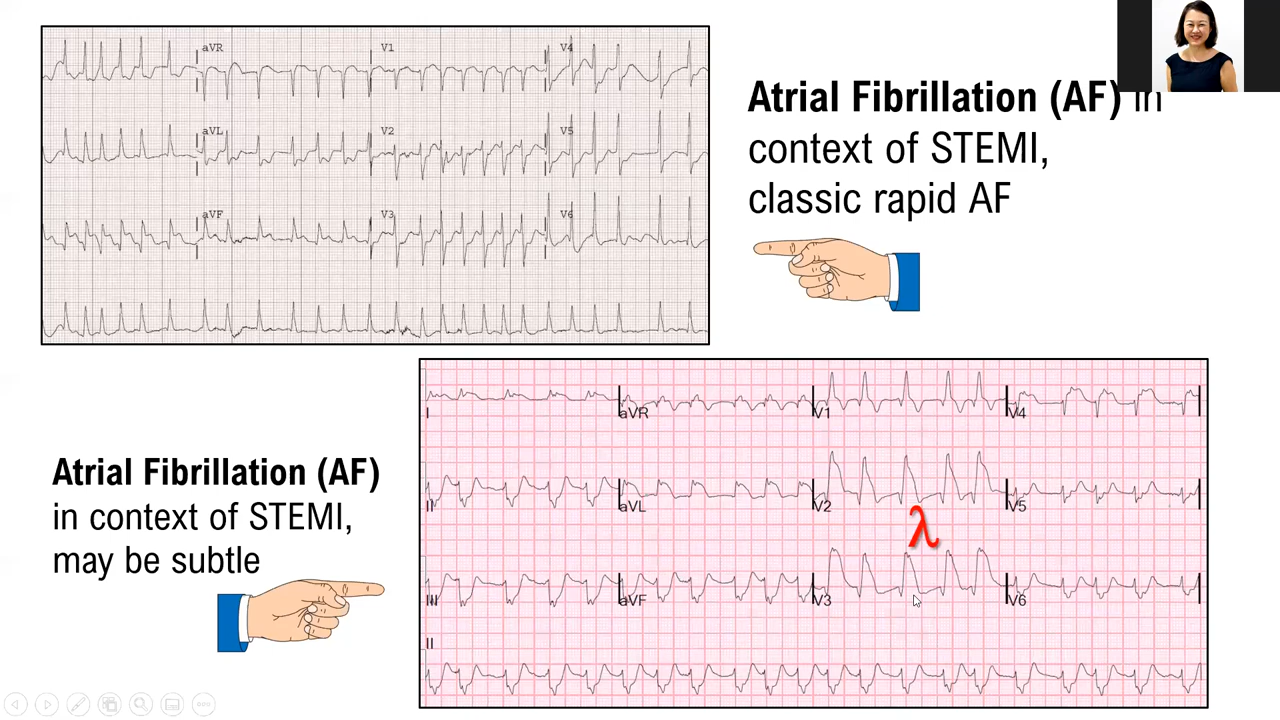 aVR V1 V4
aVL V2 V5
aVF V3 V6
Atrial Fibrillation (AF) in
context of STEMI,
classic rapid AF
Atrial Fibrillation (AF)
in context of STEMI,
may be subtle
I aVR V1 V4
II aVL V2 V5
λ
III aVF V3 V6
II